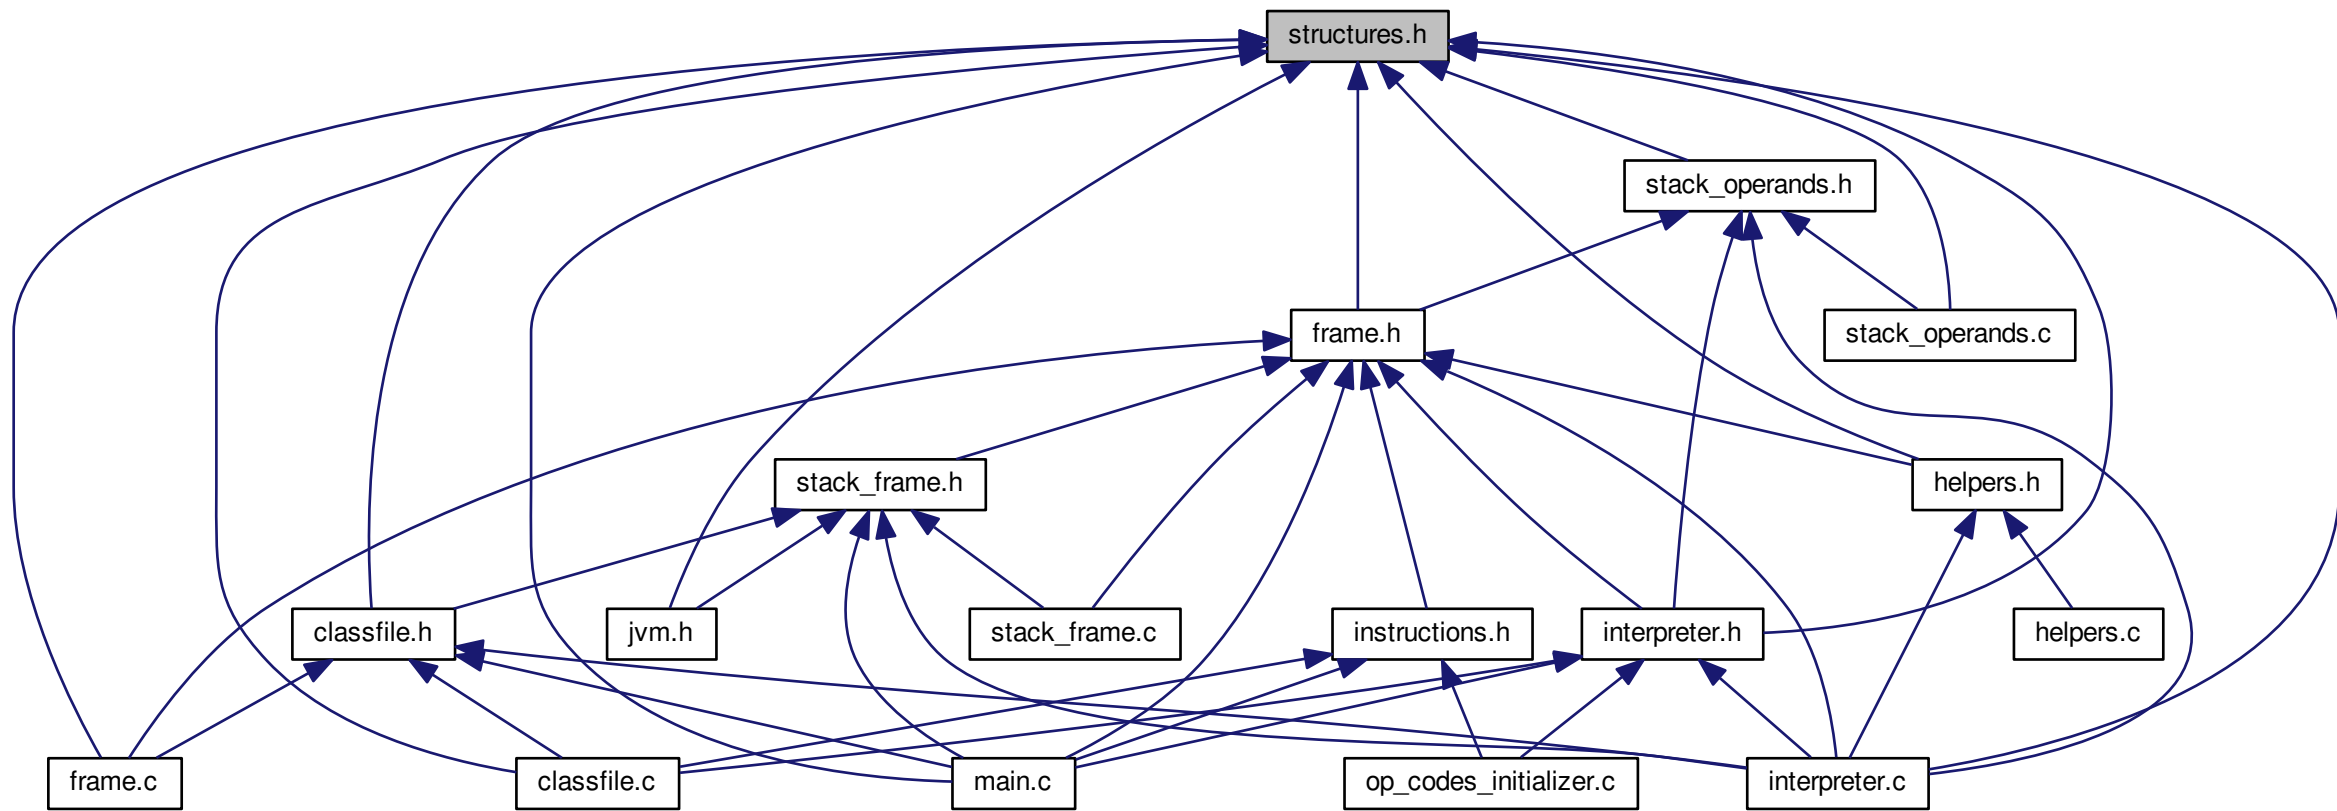 structures.h
stack_operands.h
frame.h
stack_operands.c
stack_frame.h
helpers.h
classfile.h
jvm.h
stack_frame.c
instructions.h
interpreter.h
helpers.c
frame.c
classfile.c
main.c
op_codes_initializer.c
interpreter.c